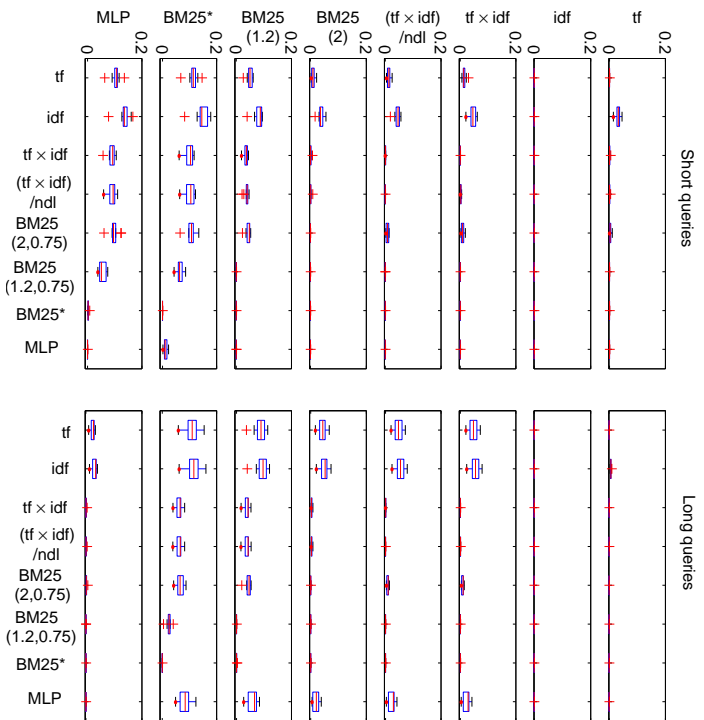 MLP
BM25*
BM25
(1.2)
BM25
(2)
(tf × idf)
/ndl
tf × idf
idf
tf
0 0.2
0 0.2
0 0.2
0 0.2
0 0.2
0 0.2
0 0.2
0 0.2
Short queries
tf
idf
tf × idf
(tf × idf)
/ndl
BM25
(2,0.75)
BM25
(1.2,0.75)
BM25*
MLP
Long queries
tf
idf
tf × idf
(tf × idf)
/ndl
BM25
(2,0.75)
BM25
(1.2,0.75)
BM25*
MLP